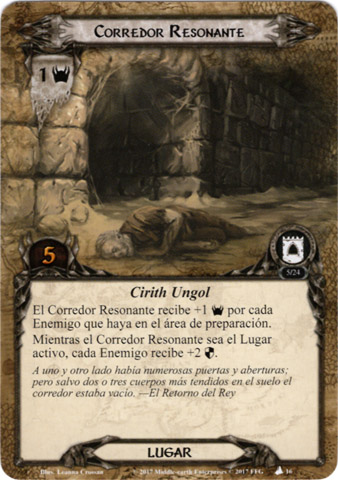 Corredor Resonante
1
5
5/24
Cirith Ungol
El Corredor Resonante recibe +1 por cada
Enemigo que haya en el área de preparación.
Mientras el Corredor Resonante sea el Lugar
activo, cada Enemigo recibe +2 .
A uno y otro lado había numerosas puertas y aberturas;
pero salvo dos o tres cuerpos más tendidos en el suelo el
corredor estaba vacío. —El Retorno del Rey
LUGAR
Illus. Leanna Crossan © 2017 Middle-earth Enterprises © 2017 FFG 16